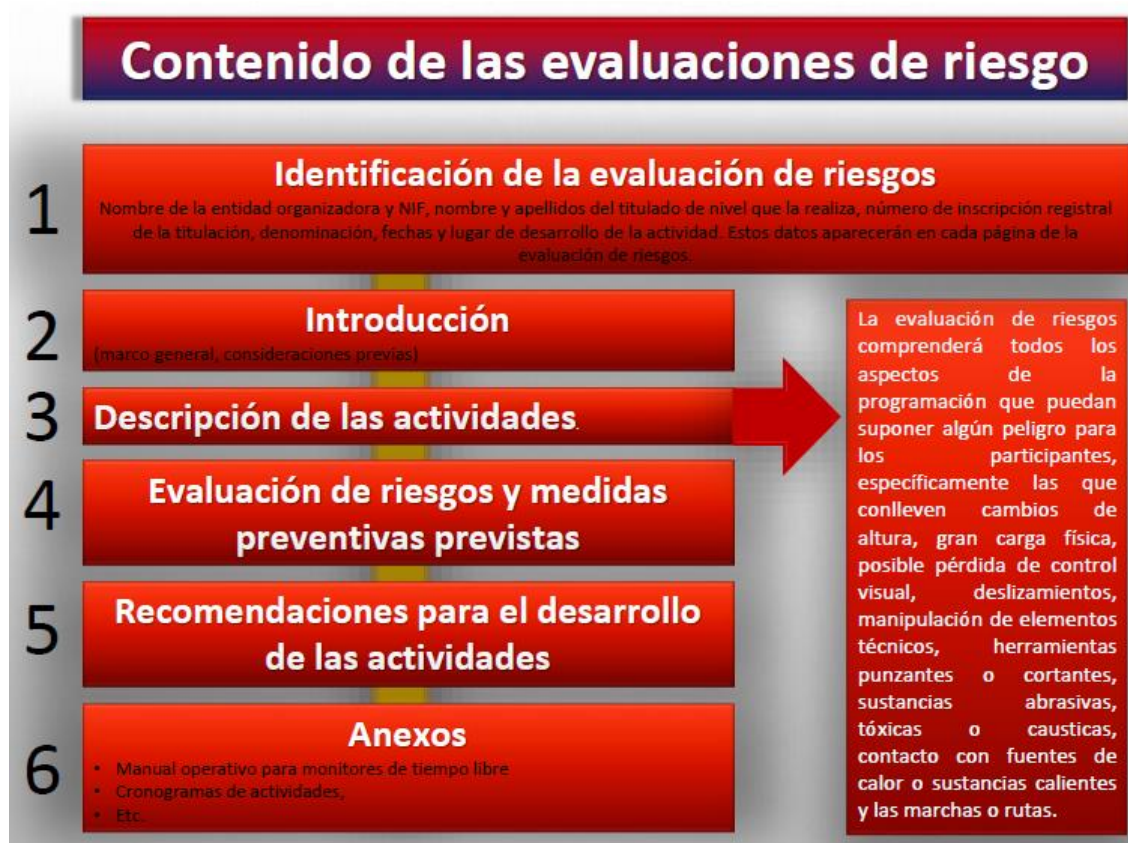 Contenido de las evaluaciones de riesgo
1
Identificación de la evaluación de riesgos
Nombre de la entidad organizadora y NIF, nombre y apellidos del titulado de nivel que la realiza, número de inscripción registral
de la titulación, denominación, fechas y lugar de desarrollo de la actividad. Estos datos aparecerán en cada página de la
evaluación de riesgos.
2
Introducción
(marco general, consideraciones previas)
3
Descripción de las actividades.
4
Evaluación de riesgos y medidas
preventivas previstas
5
Recomendaciones para el desarrollo
de las actividades
6
Anexos
• Manual operativo para monitores de tiempo libre
• Cronogramas de actividades,
• Etc.
La evaluación de riesgos
comprenderá todos los
aspectos de la
programación que puedan
suponer algún peligro para
los participantes,
específicamente las que
conlleven cambios de
altura, gran carga física,
posible pérdida de control
visual, deslizamientos,
manipulación de elementos
técnicos, herramientas
punzantes o cortantes,
sustancias abrasivas,
tóxicas o causticas,
contacto con fuentes de
calor o sustancias calientes
y las marchas o rutas.